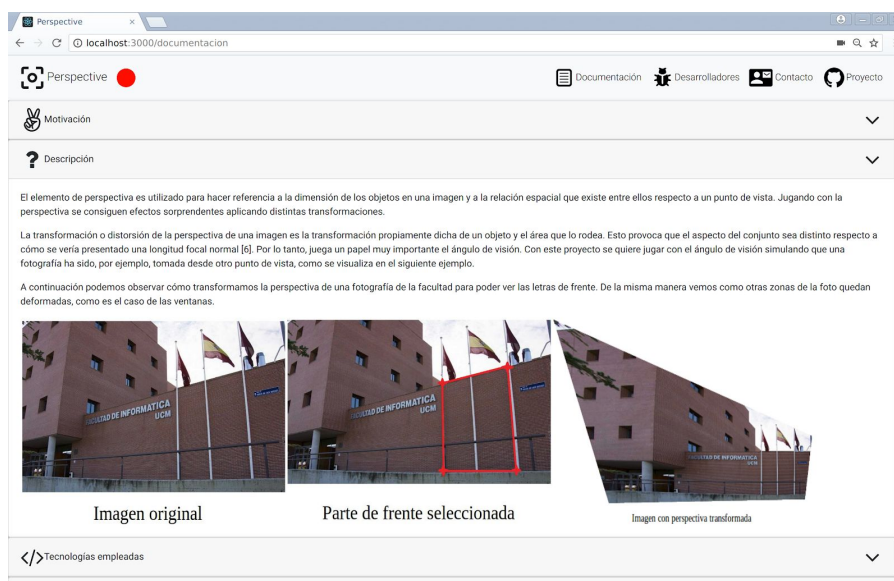 Perspective
localhost:3000/documentacion
Perspective Documentación Desarrolladores Contacto Proyecto
Motivación
Descripción
El elemento de perspectiva es utilizado para hacer referencia a la dimensión de los objetos en una imagen y a la relación espacial que existe entre ellos respecto a un punto de vista. Jugando con la
perspectiva se consiguen efectos sorprendentes aplicando distintas transformaciones.
La transformación o distorsión de la perspectiva de una imagen es la transformación propiamente dicha de un objeto y el área que lo rodea. Esto provoca que el aspecto del conjunto sea distinto respecto a
cómo se vería presentado una longitud focal normal [6]. Por lo tanto, juega un papel muy importante el ángulo de visión. Con este proyecto se quiere jugar con el ángulo de visión simulando que una
fotografía ha sido, por ejemplo, tomada desde otro punto de vista, como se visualiza en el siguiente ejemplo.
A continuación podemos observar cómo transformamos la perspectiva de una fotografía de la facultad para poder ver las letras de frente. De la misma manera vemos como otras zonas de la foto quedan
deformadas, como es el caso de las ventanas.
FACULTAD DE INFORMATICA
UCM
FACULTAD DE INFORMATICA
UCM
FACULTAD DE INFORMATICA
UCM
Imagen original
Parte de frente seleccionada
Imagen con perspectiva transformada
Tecnologías empleadas